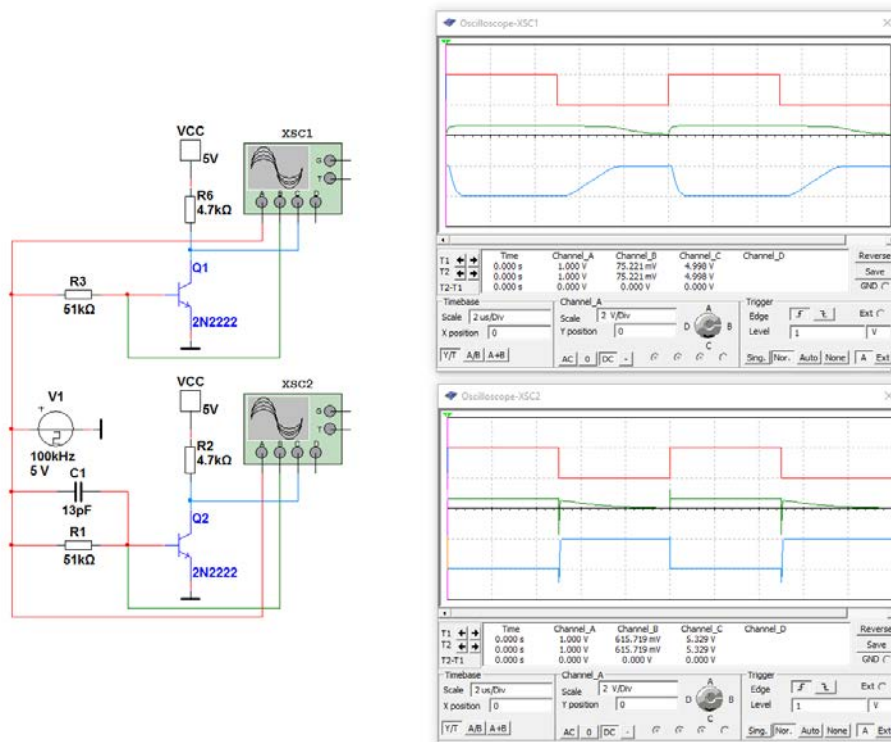 VCC
5V
XSC1
G
T
A B C D
R6
4.7kΩ
Q1
R3
51kΩ
2N2222
VCC
5V
XSC2
G
T
A B C D
R2
4.7kΩ
V1
100kHz
5 V
C1
13pF
Q2
R1
51kΩ
2N2222
Oscilloscope-XSC1
Time Channel_A Channel_B Channel_C Channel_D
T1 0.000 s 1.000 V 75.221 mV 4.998 V
T2 0.000 s 1.000 V 75.221 mV 4.998 V
T2-T1 0.000 s 0.000 V 0.000 V 0.000 V
Reverse
Save
GND
Timebase
Scale 2 us/Div
X position 0
Y/T A/B A+B
Channel_A
Scale 2 V/Div
Y position 0
AC 0 DC -
A
D B
C
Trigger
Edge Ext
Level 1 V
Sing. Nor. Auto None A Ext
Oscilloscope-XSC2
Time Channel_A Channel_B Channel_C Channel_D
T1 0.000 s 1.000 V 615.719 mV 5.329 V
T2 0.000 s 1.000 V 615.719 mV 5.329 V
T2-T1 0.000 s 0.000 V 0.000 V 0.000 V
Reverse
Save
GND
Timebase
Scale 2 us/Div
X position 0
Y/T A/B A+B
Channel_A
Scale 2 V/Div
Y position 0
AC 0 DC -
A
D B
C
Trigger
Edge Ext
Level 1 V
Sing. Nor. Auto None A Ext